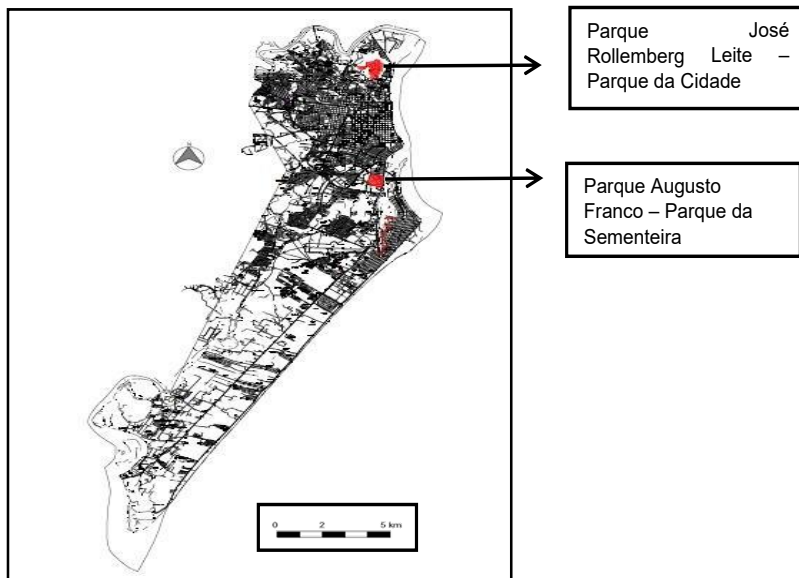 Parque José
Rollemberg Leite –
Parque da Cidade
Parque Augusto
Franco – Parque da
Sementeira
0 2 5 km